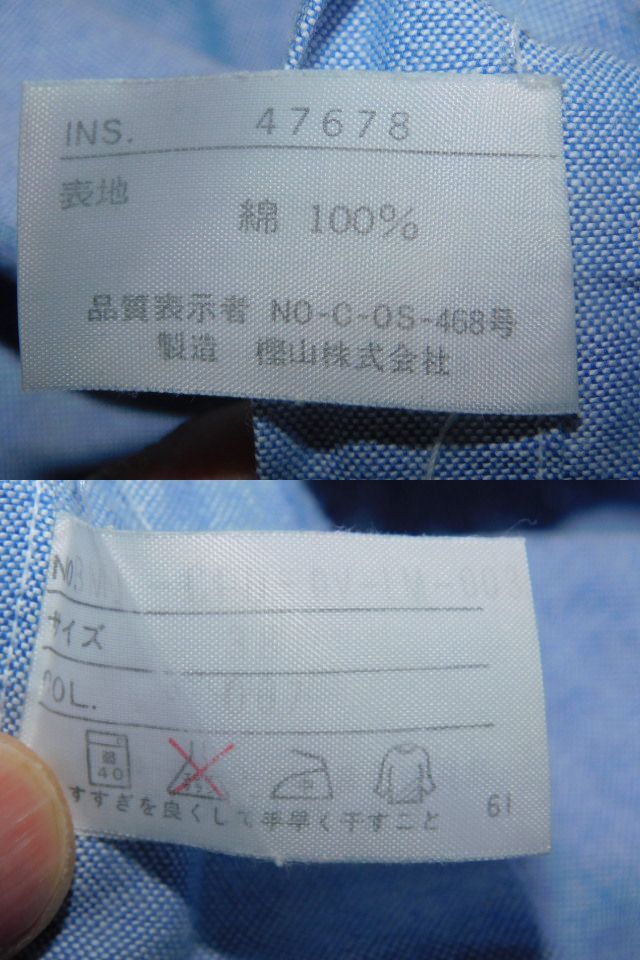 INS. 47678
表地
綿 100%
品質表示者 NO-C-OS-468号
製造 樫山株式会社
NO.
サイズ
COL.
40
すすぎを良くして手早く干すこと 61